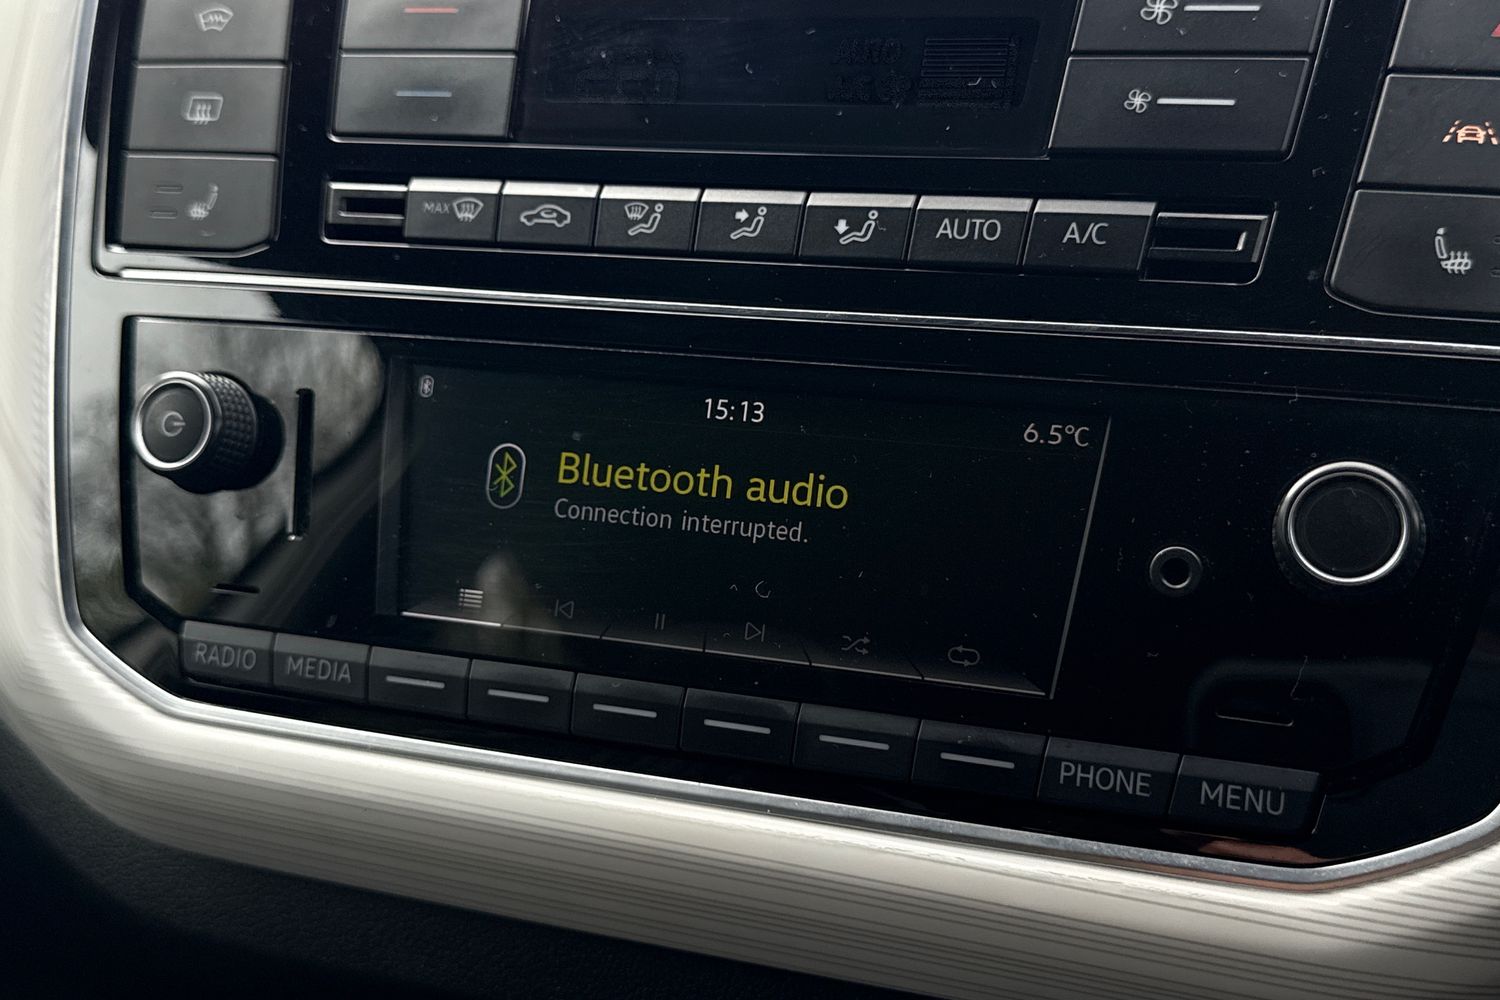 MAX
AUTO
A/C
15:13
6.5°C
Bluetooth audio
Connection interrupted.
RADIO
MEDIA
PHONE
MENU